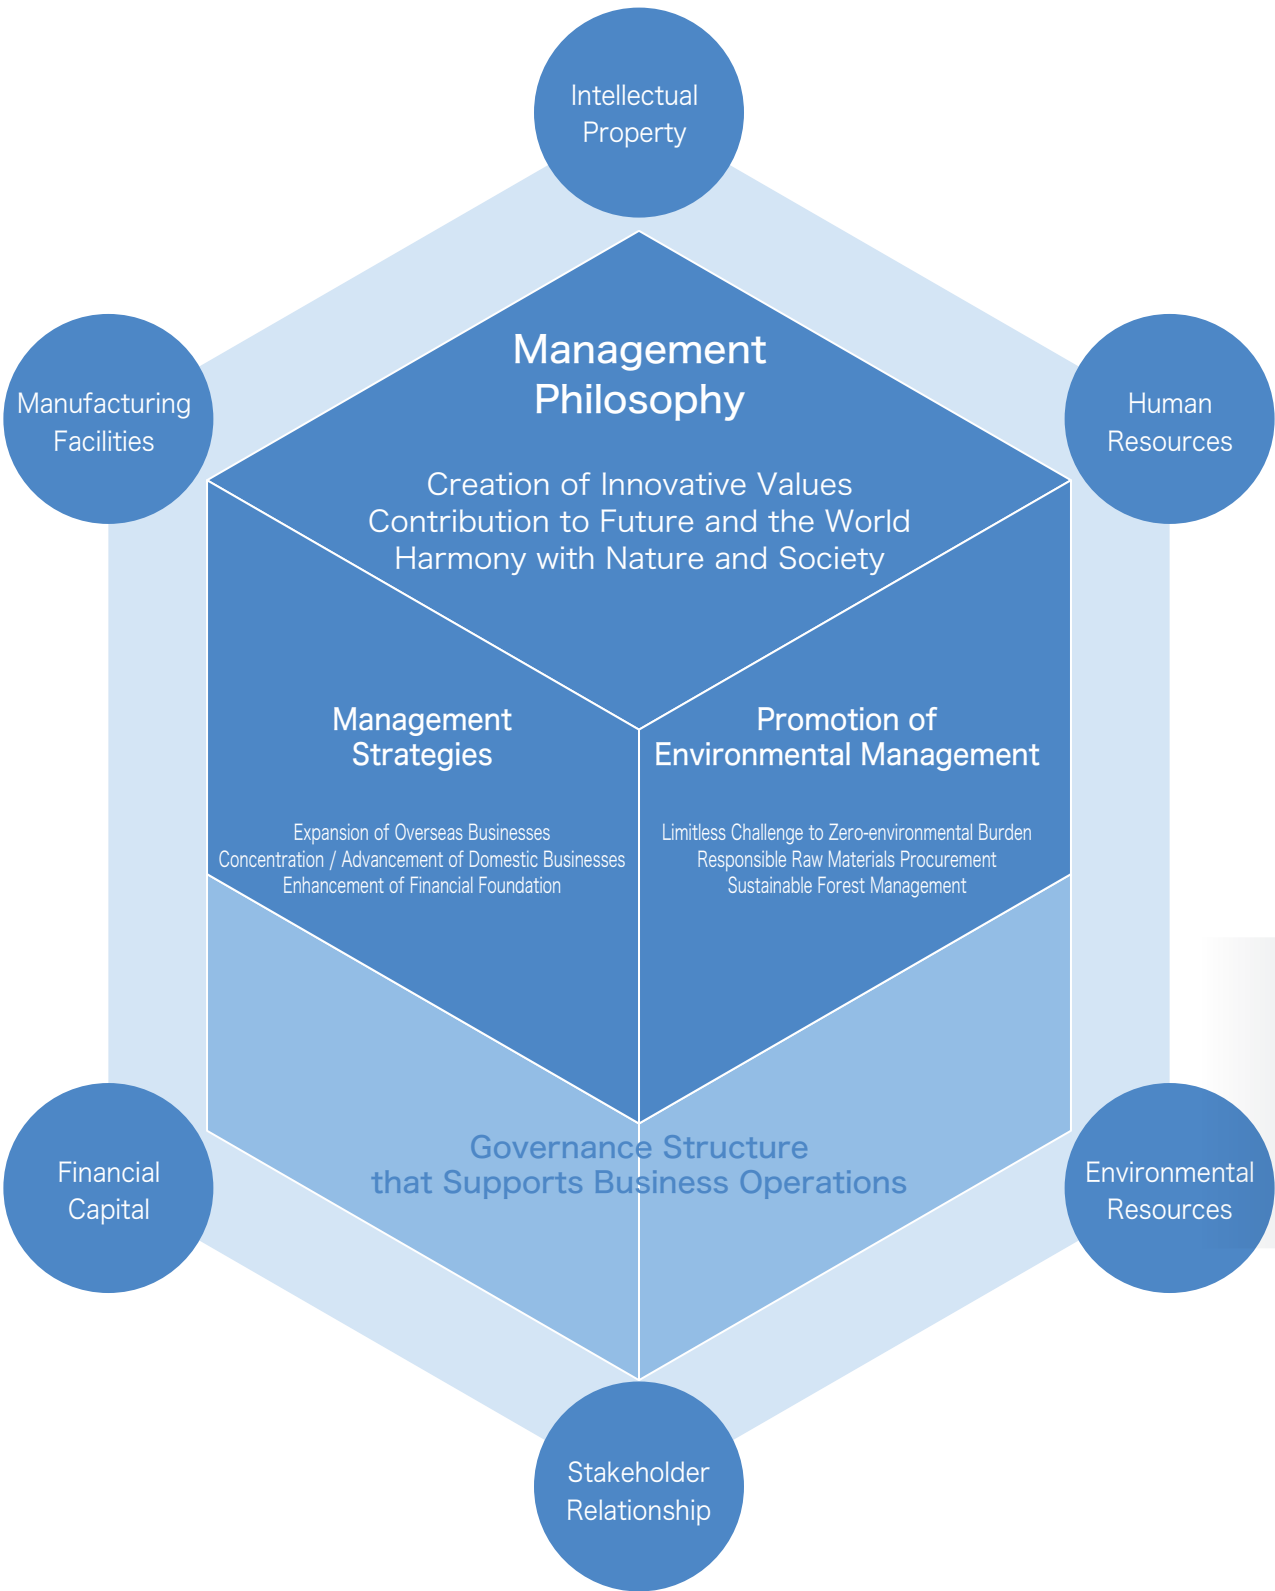 Intellectual
Property
Manufacturing
Facilities
Human
Resources
Management
Philosophy
Creation of Innovative Values
Contribution to Future and the World
Harmony with Nature and Society
Management
Strategies
Expansion of Overseas Businesses
Concentration / Advancement of Domestic Businesses
Enhancement of Financial Foundation
Promotion of
Environmental Management
Limitless Challenge to Zero-environmental Burden
Responsible Raw Materials Procurement
Sustainable Forest Management
Governance Structure
that Supports Business Operations
Financial
Capital
Environmental
Resources
Stakeholder
Relationship